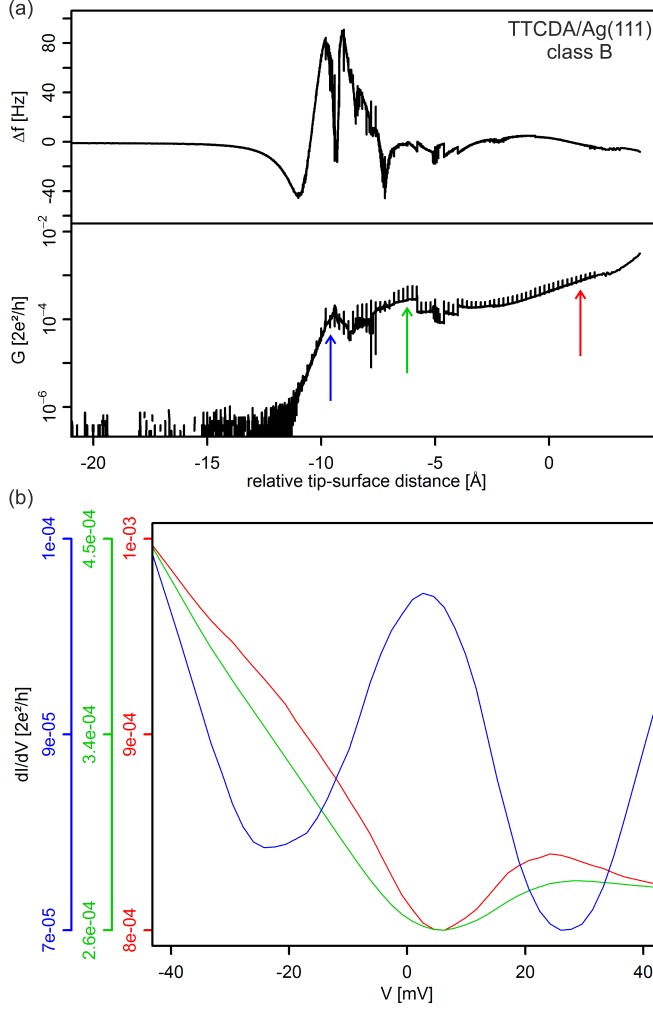 (a)
TTCDA/Ag(111)
class B
80
40
0
-40
Δf [Hz]
10⁻²
10⁻⁴
10⁻⁶
G [2e²/h]
-20 -15 -10 -5 0
relative tip-surface distance [Å]
(b)
1e-04 4.5e-04 1e-03
9e-05 3.4e-04 9e-04
7e-05 2.6e-04 8e-04
dI/dV [2e²/h]
-40 -20 0 20 40
V [mV]